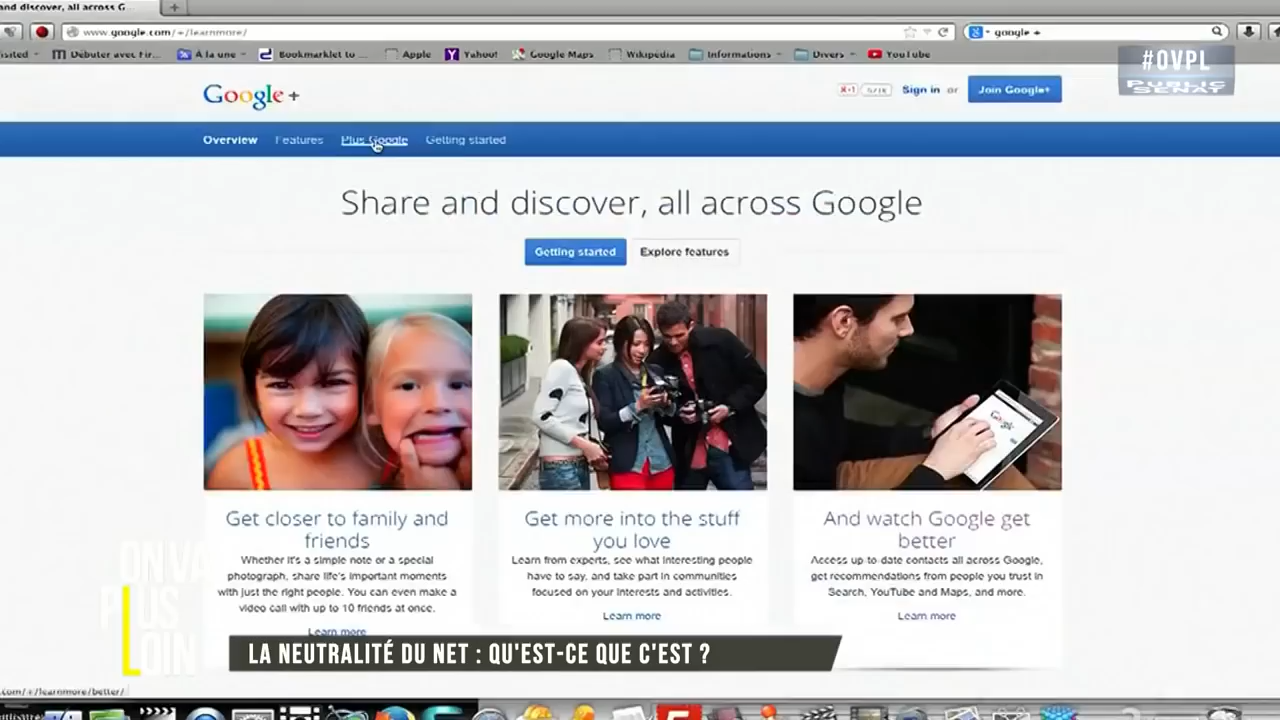 and discover, all across G...
www.google.com/+/learnmore/
google +
Débuter avec Fir...
À la une
Bookmarklet to ...
Apple
Yahoo!
Google Maps
Wikipédia
Informations
Divers
YouTube
#OVPL
PUBLIC
SENAT
Google+
Sign in or
Join Google+
Overview
Features
Plus Google
Getting started
Share and discover, all across Google
Getting started
Explore features
Google
Get closer to family and
friends
Whether it's a simple note or a special
photograph, share life's important moments
with just the right people. You can even make a
video call with up to 10 friends at once.
Learn more
Get more into the stuff
you love
Learn from experts, see what interesting people
have to say, and take part in communities
focused on your interests and activities.
Learn more
And watch Google get
better
Access up-to-date contacts all across Google,
get recommendations from people you trust in
Search, YouTube and Maps, and more.
Learn more
ON VA
PLUS
LOIN
LA NEUTRALITÉ DU NET : QU'EST-CE QUE C'EST ?
.com/+/learnmore/better/